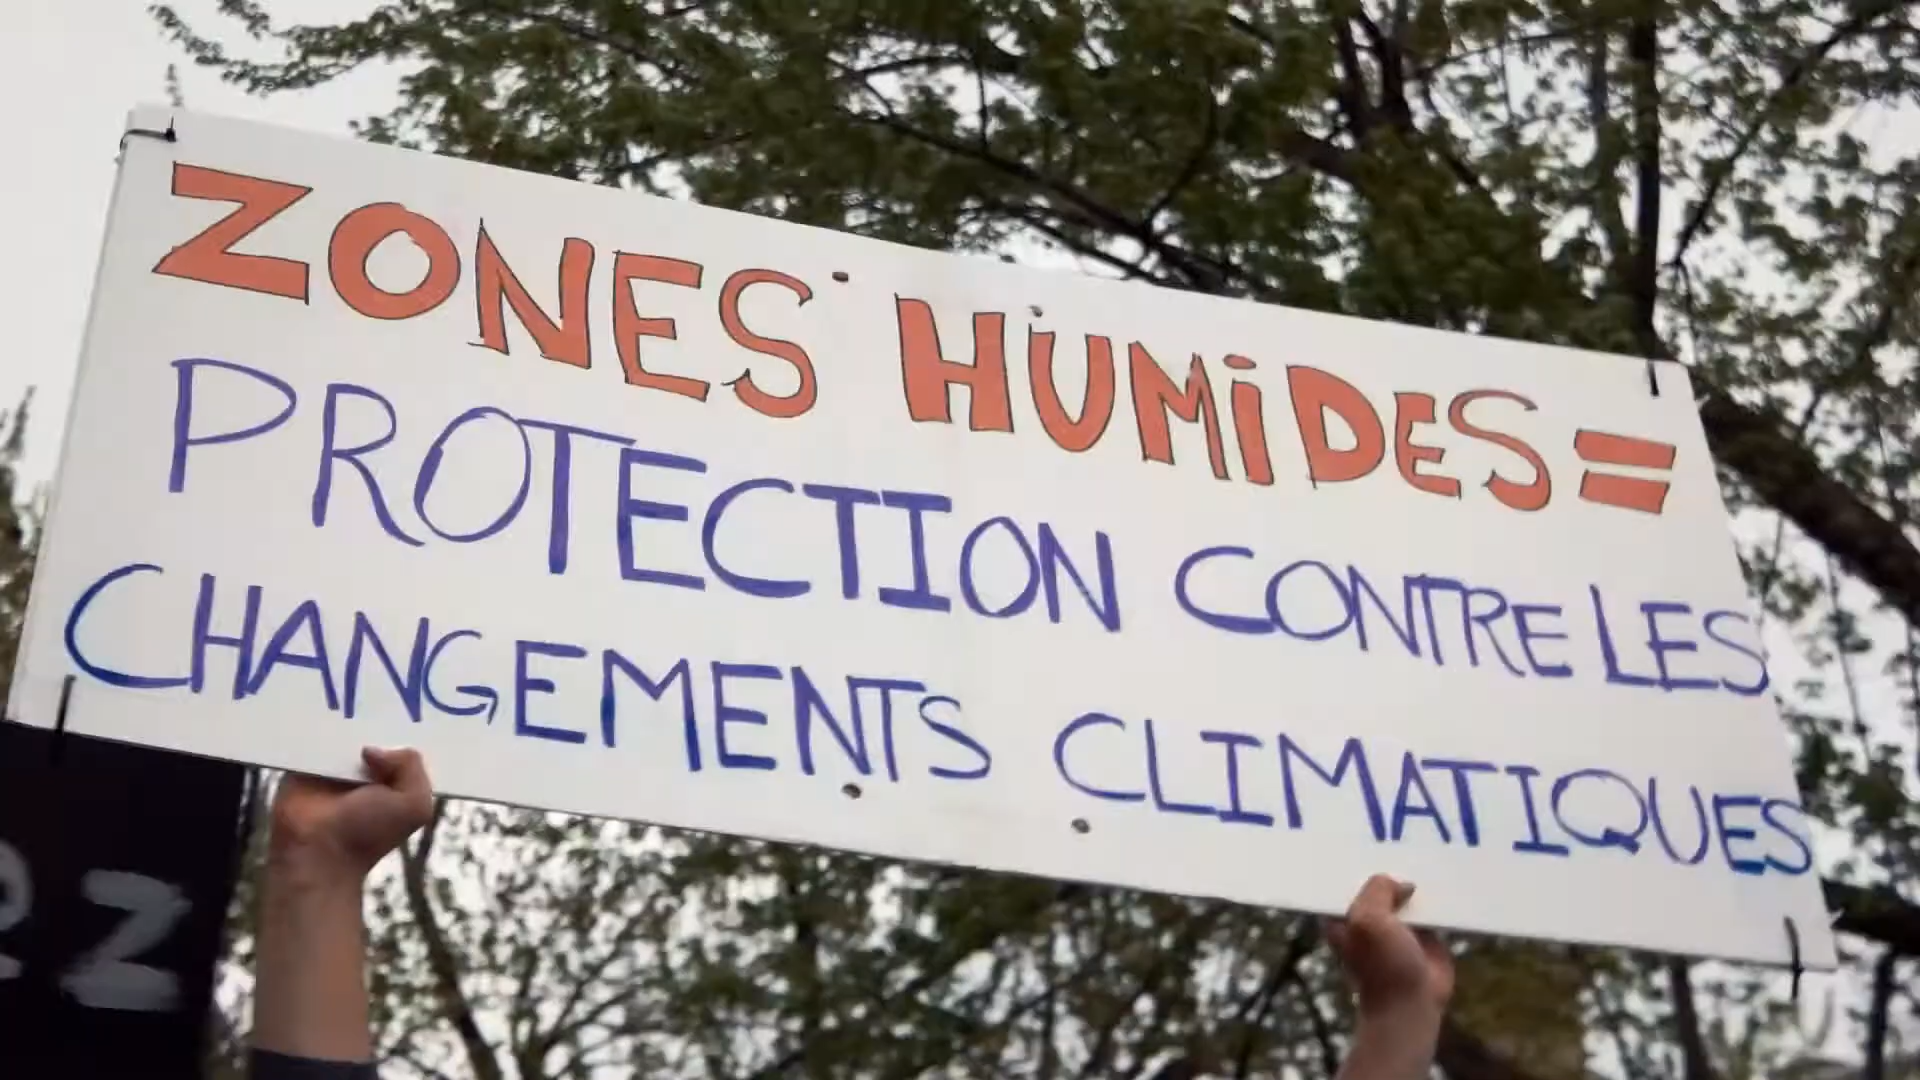 ZONES HUMiDES =
PROTECTION CONTRE LES
CHANGEMENTS CLIMATIQUES